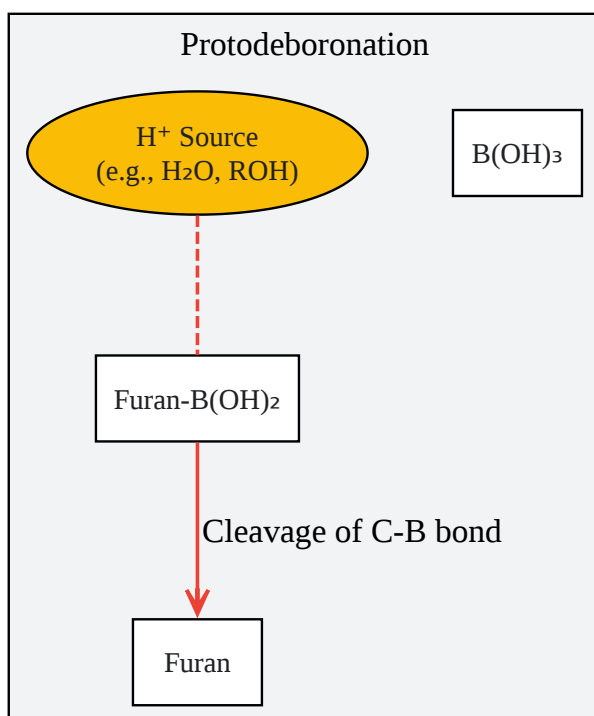 Protodeboronation
H⁺ Source
(e.g., H₂O, ROH)
B(OH)₃
Furan-B(OH)₂
Cleavage of C-B bond
Furan